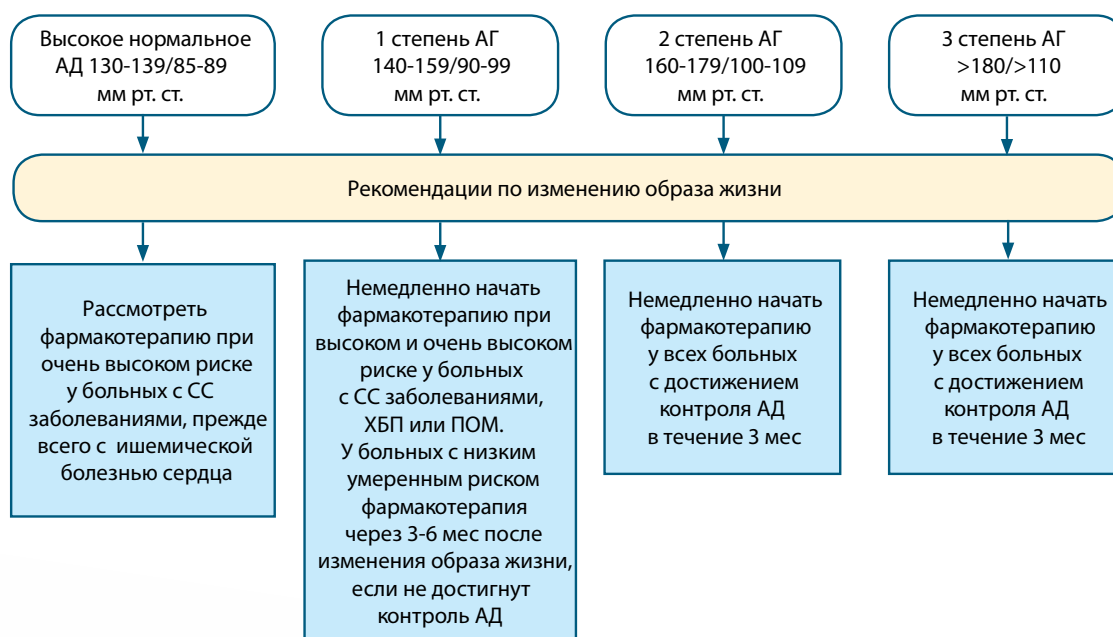 Высокое нормальное
АД 130-139/85-89
мм рт. ст.
1 степень АГ
140-159/90-99
мм рт. ст.
2 степень АГ
160-179/100-109
мм рт. ст.
3 степень АГ
>180/>110
мм рт. ст.
Рекомендации по изменению образа жизни
Рассмотреть
фармакотерапию при
очень высоком риске
у больных с СС
заболеваниями, прежде
всего с ишемической
болезнью сердца
Немедленно начать
фармакотерапию при
высоком и очень высоком
риске у больных
с СС заболеваниями,
ХБП или ПОМ.
У больных с низким
умеренным риском
фармакотерапия
через 3-6 мес после
изменения образа жизни,
если не достигнут
контроль АД
Немедленно начать
фармакотерапию
у всех больных
с достижением
контроля АД
в течение 3 мес
Немедленно начать
фармакотерапию
у всех больных
с достижением
контроля АД
в течение 3 мес